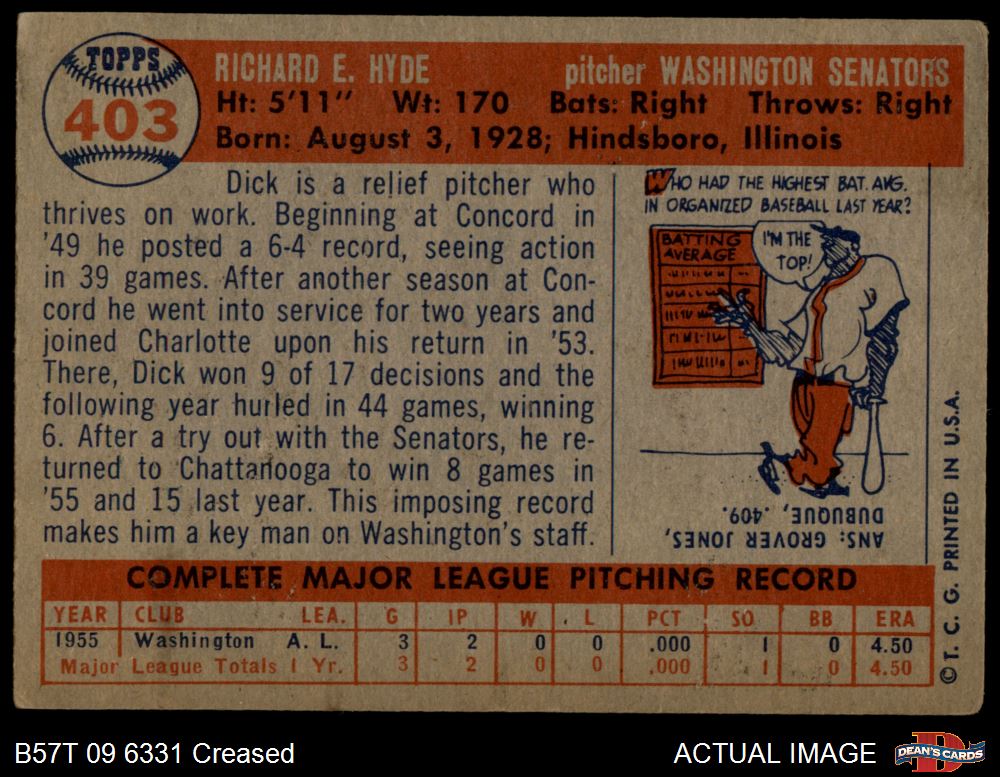 TOPPS
403
RICHARD E. HYDE pitcher WASHINGTON SENATORS
Ht: 5'11" Wt: 170 Bats: Right Throws: Right
Born: August 3, 1928; Hindsboro, Illinois
Dick is a relief pitcher who
thrives on work. Beginning at Concord in
'49 he posted a 6-4 record, seeing action
in 39 games. After another season at Con-
cord he went into service for two years and
joined Charlotte upon his return in '53.
There, Dick won 9 of 17 decisions and the
following year hurled in 44 games, winning
6. After a try out with the Senators, he re-
turned to Chattanooga to win 8 games in
'55 and 15 last year. This imposing record
makes him a key man on Washington's staff.
WHO HAD THE HIGHEST BAT. AVG.
IN ORGANIZED BASEBALL LAST YEAR?
BATTING
AVERAGE
I'M THE
TOP!
ANS: GROVER JONES,
DUBUQUE, .409.
© T. C. G. PRINTED IN U.S.A.
COMPLETE MAJOR LEAGUE PITCHING RECORD
YEAR CLUB LEA. G IP W L PCT SO BB ERA
1955 Washington A. L. 3 2 0 0 .000 1 0 4.50
Major League Totals 1 Yr. 3 2 0 0 .000 1 0 4.50
B57T 09 6331 Creased
ACTUAL IMAGE
D
DEAN'S CARDS